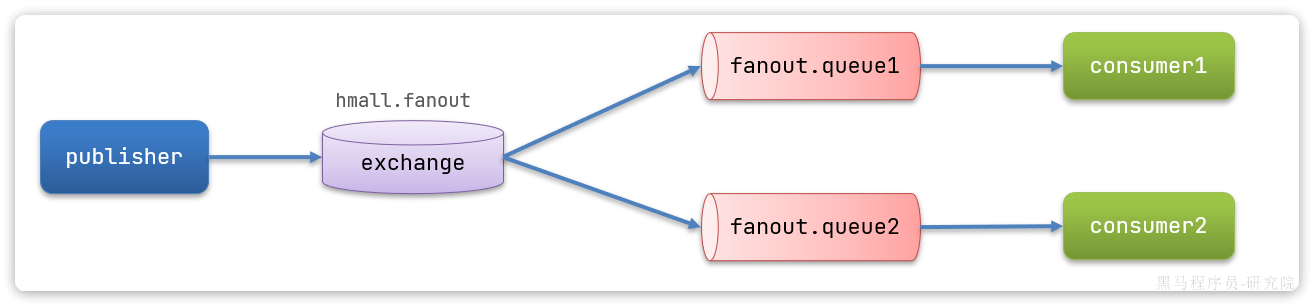 hmall.fanout
publisher
exchange
fanout.queue1
consumer1
fanout.queue2
consumer2
黑马程序员-研究院